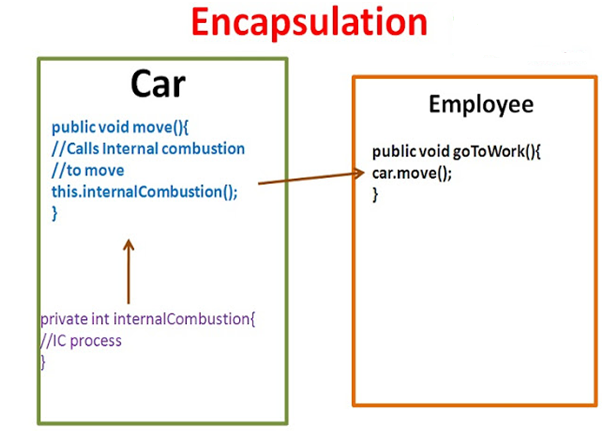 Encapsulation
Car
public void move(){
//Calls Internal combustion
//to move
this.internalCombustion();
}
private int internalCombustion{
//IC process
}
Employee
public void goToWork(){
car.move();
}